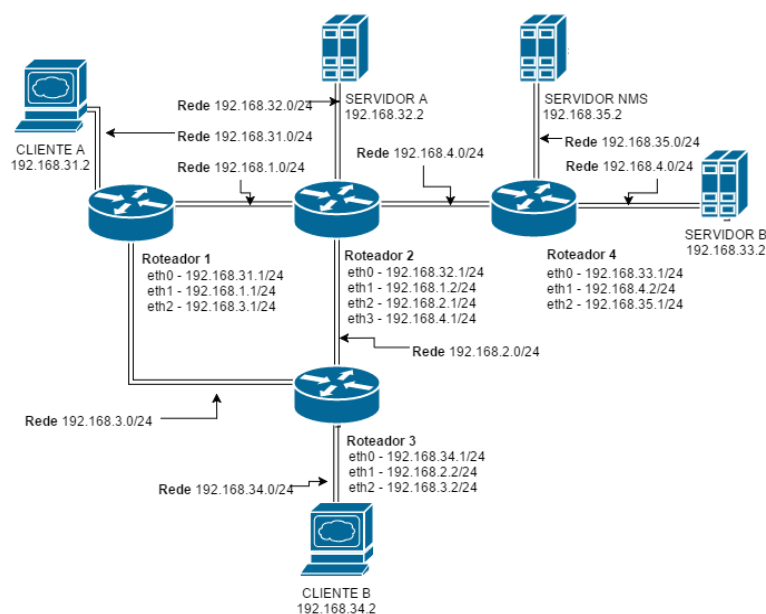 SERVIDOR A
192.168.32.2
SERVIDOR NMS
192.168.35.2
Rede 192.168.32.0/24
Rede 192.168.31.0/24
CLIENTE A
192.168.31.2
Rede 192.168.1.0/24
Rede 192.168.4.0/24
Rede 192.168.35.0/24
Rede 192.168.4.0/24
SERVIDOR B
192.168.33.2
Roteador 1
eth0 - 192.168.31.1/24
eth1 - 192.168.1.1/24
eth2 - 192.168.3.1/24
Roteador 2
eth0 - 192.168.32.1/24
eth1 - 192.168.1.2/24
eth2 - 192.168.2.1/24
eth3 - 192.168.4.1/24
Roteador 4
eth0 - 192.168.33.1/24
eth1 - 192.168.4.2/24
eth2 - 192.168.35.1/24
Rede 192.168.2.0/24
Rede 192.168.3.0/24
Roteador 3
eth0 - 192.168.34.1/24
eth1 - 192.168.2.2/24
eth2 - 192.168.3.2/24
Rede 192.168.34.0/24
CLIENTE B
192.168.34.2